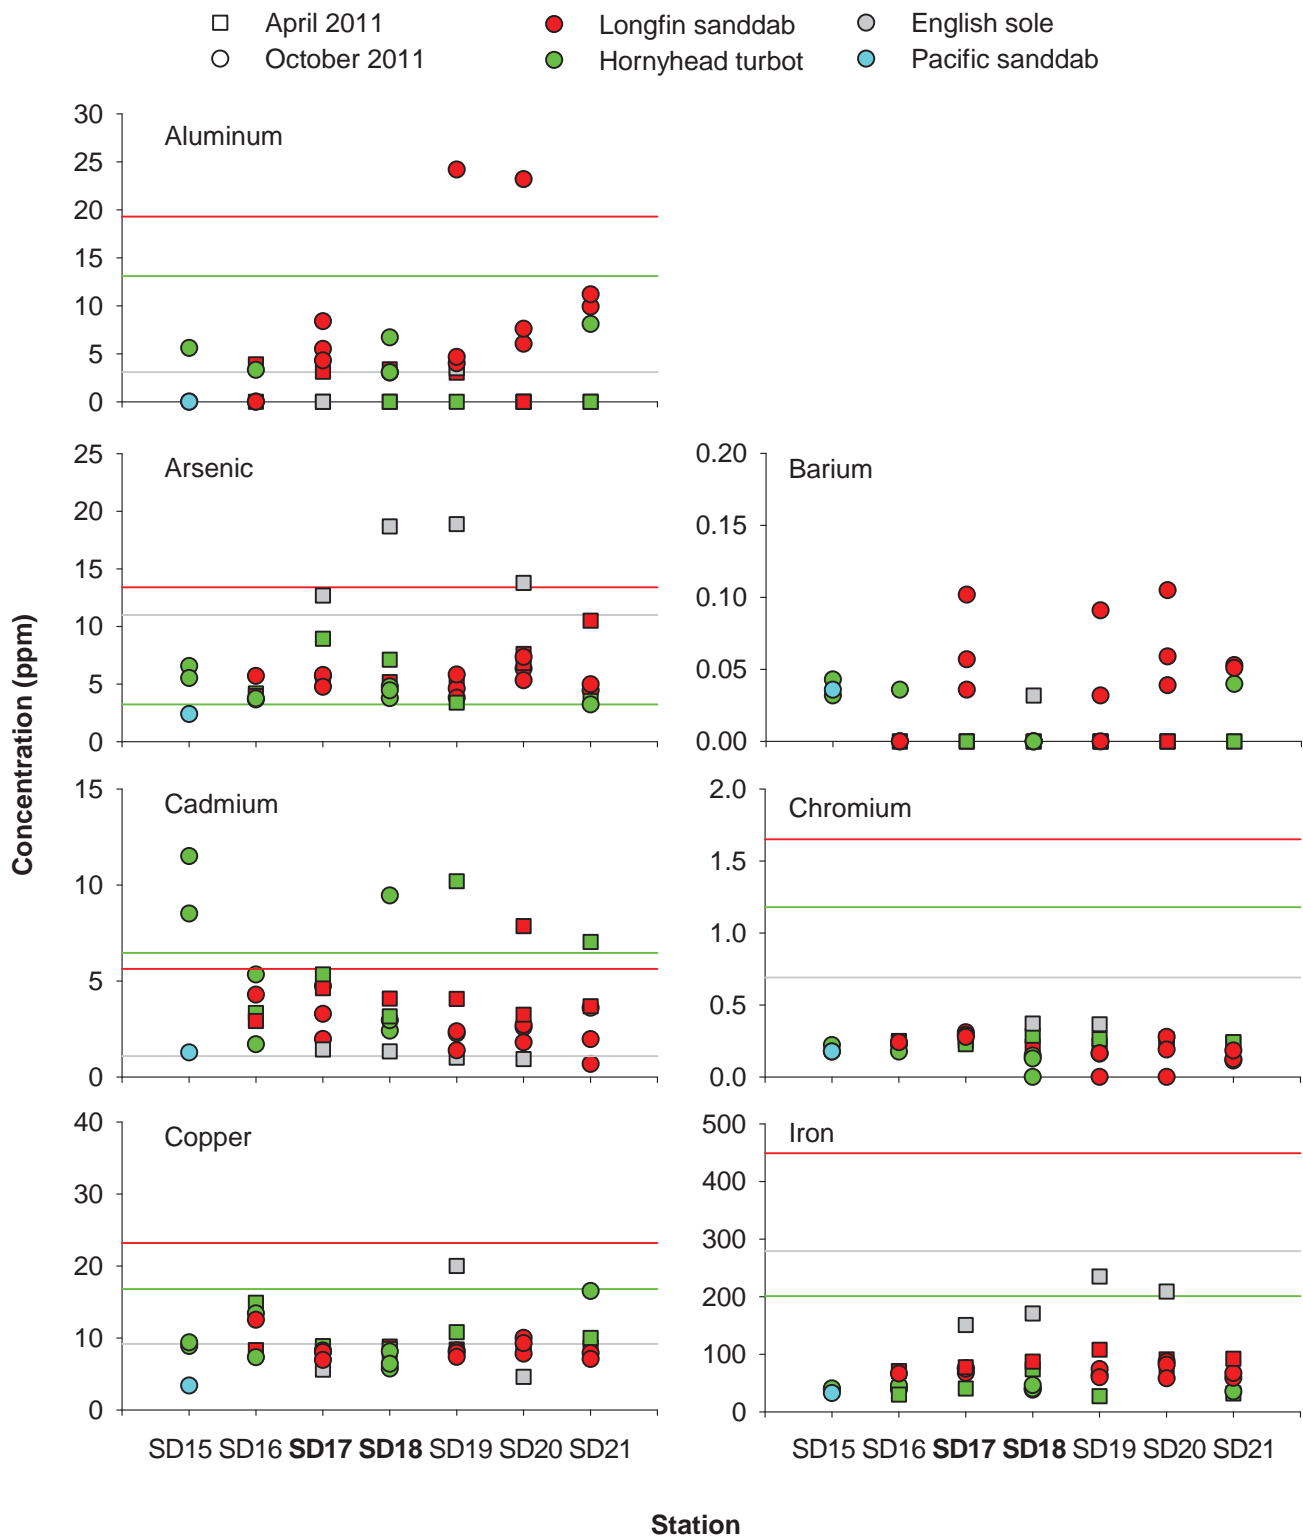 April 2011
Longfin sanddab
English sole
October 2011
Hornyhead turbot
Pacific sanddab
Concentration (ppm)
Aluminum
30
25
20
15
10
5
0
Arsenic
25
20
15
10
5
0
Barium
0.20
0.15
0.10
0.05
0.00
Cadmium
15
10
5
0
Chromium
2.0
1.5
1.0
0.5
0.0
Copper
40
30
20
10
0
Iron
500
400
300
200
100
0
SD15 SD16 SD17 SD18 SD19 SD20 SD21
SD15 SD16 SD17 SD18 SD19 SD20 SD21
Station